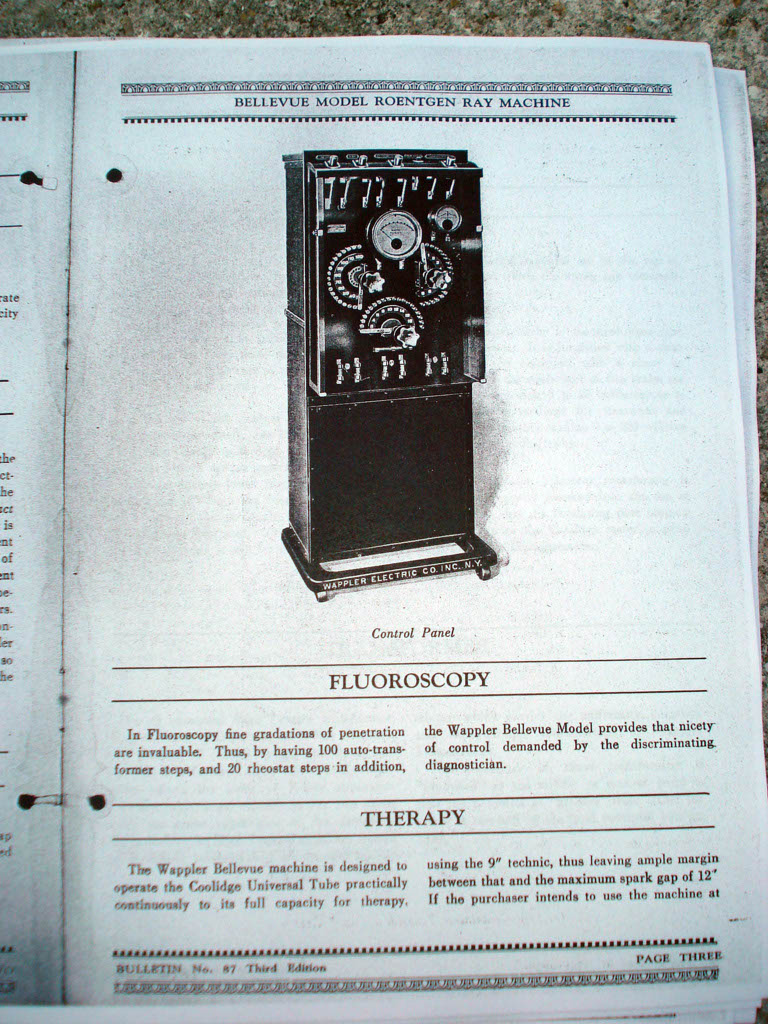 BELLEVUE MODEL ROENTGEN RAY MACHINE
WAPPLER ELECTRIC CO. INC. N.Y.
Control Panel
FLUOROSCOPY
In Fluoroscopy fine gradations of penetration
are invaluable. Thus, by having 100 auto-trans-
former steps, and 20 rheostat steps in addition,
the Wappler Bellevue Model provides that nicety
of control demanded by the discriminating
diagnostician.
THERAPY
The Wappler Bellevue machine is designed to
operate the Coolidge Universal Tube practically
continuously to its full capacity for therapy,
using the 9" technic, thus leaving ample margin
between that and the maximum spark gap of 12"
If the purchaser intends to use the machine at
BULLETIN No. 87 Third Edition
PAGE THREE